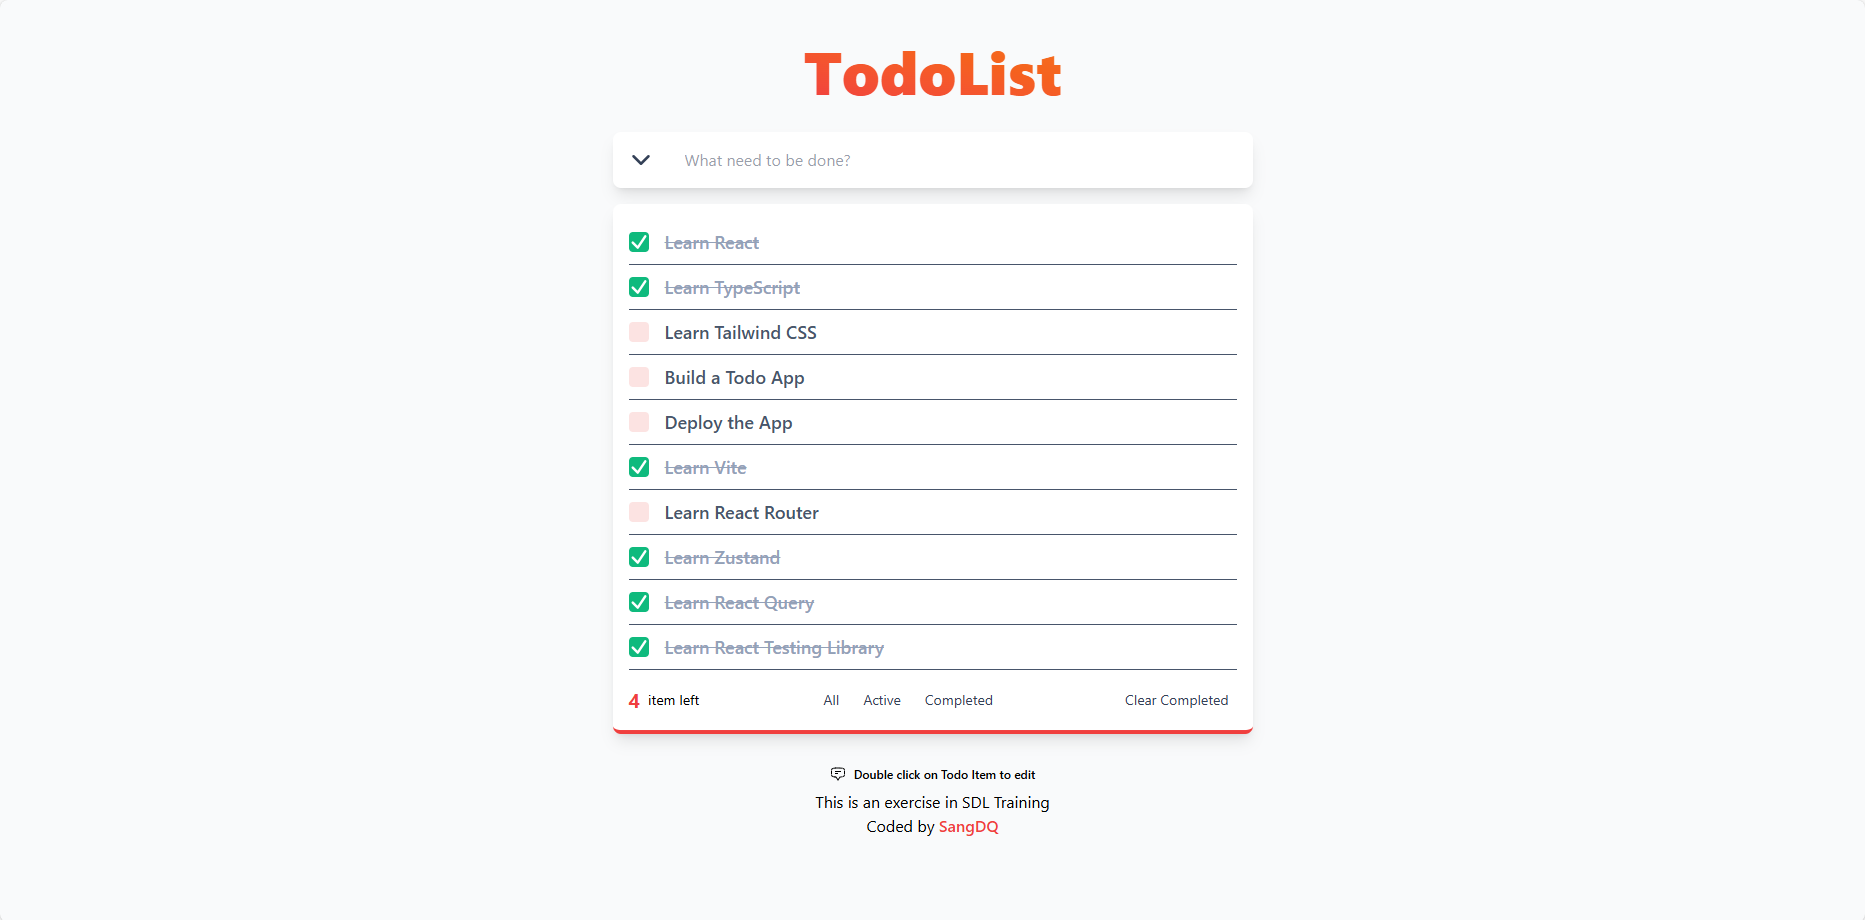 TodoList
What need to be done?
Learn React
Learn TypeScript
Learn Tailwind CSS
Build a Todo App
Deploy the App
Learn Vite
Learn React Router
Learn Zustand
Learn React Query
Learn React Testing Library
4 item left All Active Completed Clear Completed
Double click on Todo Item to edit
This is an exercise in SDL Training
Coded by SangDQ